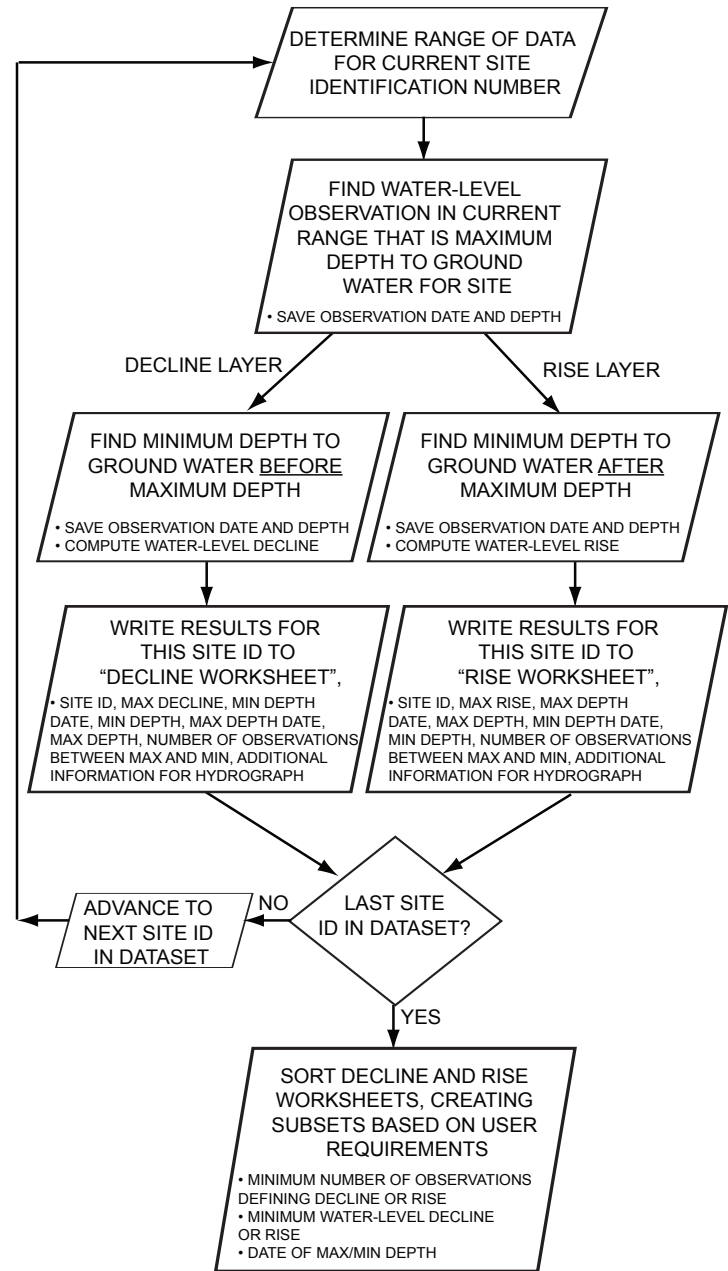 DETERMINE RANGE OF DATA
FOR CURRENT SITE
IDENTIFICATION NUMBER
FIND WATER-LEVEL
OBSERVATION IN CURRENT
RANGE THAT IS MAXIMUM
DEPTH TO GROUND
WATER FOR SITE
• SAVE OBSERVATION DATE AND DEPTH
DECLINE LAYER
RISE LAYER
FIND MINIMUM DEPTH TO
GROUND WATER BEFORE
MAXIMUM DEPTH
• SAVE OBSERVATION DATE AND DEPTH
• COMPUTE WATER-LEVEL DECLINE
FIND MINIMUM DEPTH TO
GROUND WATER AFTER
MAXIMUM DEPTH
• SAVE OBSERVATION DATE AND DEPTH
• COMPUTE WATER-LEVEL RISE
WRITE RESULTS FOR
THIS SITE ID TO
“DECLINE WORKSHEET”,
• SITE ID, MAX DECLINE, MIN DEPTH
DATE, MIN DEPTH, MAX DEPTH DATE,
MAX DEPTH, NUMBER OF OBSERVATIONS
BETWEEN MAX AND MIN, ADDITIONAL
INFORMATION FOR HYDROGRAPH
WRITE RESULTS FOR
THIS SITE ID TO
“RISE WORKSHEET”,
• SITE ID, MAX RISE, MAX DEPTH
DATE, MAX DEPTH, MIN DEPTH DATE,
MIN DEPTH, NUMBER OF OBSERVATIONS
BETWEEN MAX AND MIN, ADDITIONAL
INFORMATION FOR HYDROGRAPH
LAST SITE
ID IN DATASET?
NO
ADVANCE TO
NEXT SITE ID
IN DATASET
YES
SORT DECLINE AND RISE
WORKSHEETS, CREATING
SUBSETS BASED ON USER
REQUIREMENTS
• MINIMUM NUMBER OF OBSERVATIONS
DEFINING DECLINE OR RISE
• MINIMUM WATER-LEVEL DECLINE
OR RISE
• DATE OF MAX/MIN DEPTH